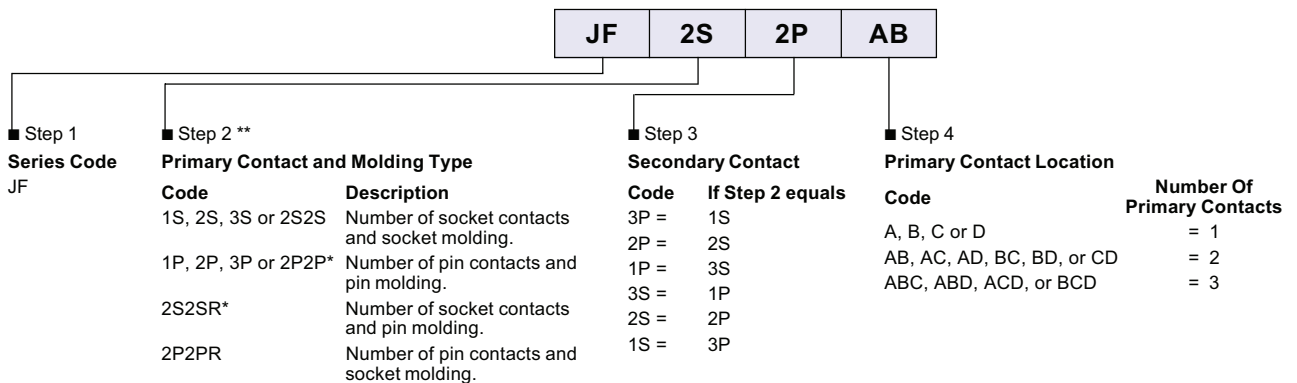 JF 2S 2P AB
■ Step 1
Series Code
JF
■ Step 2 **
Primary Contact and Molding Type
Code Description
1S, 2S, 3S or 2S2S Number of socket contacts
and socket molding.
1P, 2P, 3P or 2P2P* Number of pin contacts and
pin molding.
2S2SR* Number of socket contacts
and pin molding.
2P2PR Number of pin contacts and
socket molding.
■ Step 3
Secondary Contact
Code If Step 2 equals
3P = 1S
2P = 2S
1P = 3S
3S = 1P
2S = 2P
1S = 3P
■ Step 4
Primary Contact Location
Code
Number Of
Primary Contacts
A, B, C or D = 1
AB, AC, AD, BC, BD, or CD = 2
ABC, ABD, ACD, or BCD = 3